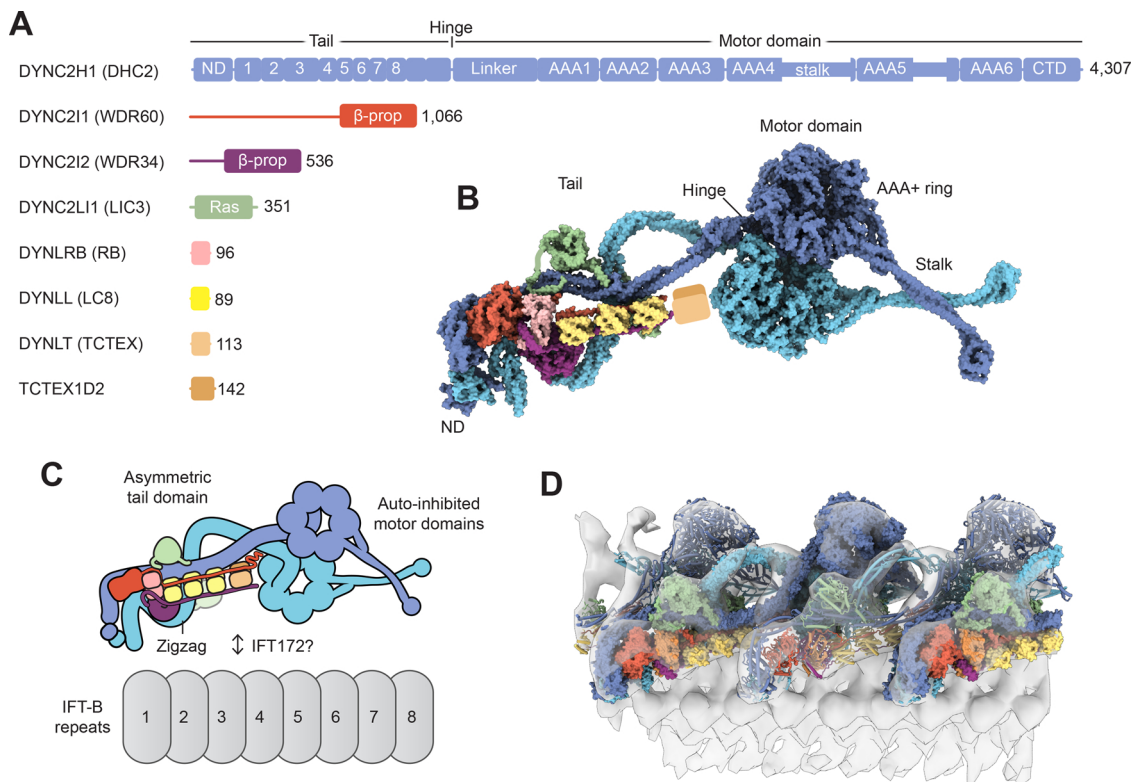 A
Tail
Hinge
Motor domain
DYNC2H1 (DHC2)
ND 1 2 3 4 5 6 7 8 Linker AAA1 AAA2 AAA3 AAA4 stalk AAA5 AAA6 CTD 4,307
DYNC2I1 (WDR60)
β-prop 1,066
DYNC2I2 (WDR34)
β-prop 536
DYNC2LI1 (LIC3)
Ras 351
DYNLRB (RB)
96
DYNLL (LC8)
89
DYNLT (TCTEX)
113
TCTEX1D2
142
B
Motor domain
Tail
Hinge
AAA+ ring
Stalk
ND
C
Asymmetric
tail domain
Auto-inhibited
motor domains
Zigzag
IFT172?
IFT-B
repeats
1 2 3 4 5 6 7 8
D